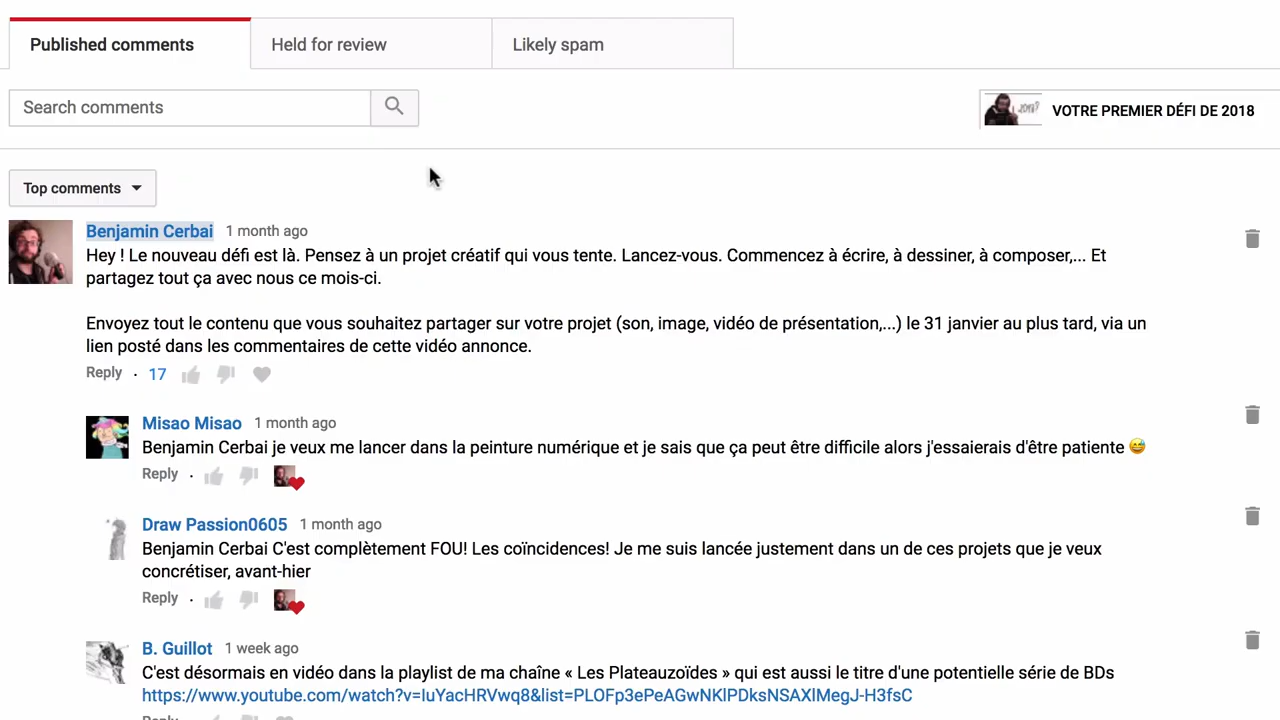 Published comments
Held for review
Likely spam
Search comments
VOTRE PREMIER DÉFI DE 2018
Top comments
Benjamin Cerbai 1 month ago
Hey ! Le nouveau défi est là. Pensez à un projet créatif qui vous tente. Lancez-vous. Commencez à écrire, à dessiner, à composer,... Et
partagez tout ça avec nous ce mois-ci.
Envoyez tout le contenu que vous souhaitez partager sur votre projet (son, image, vidéo de présentation,...) le 31 janvier au plus tard, via un
lien posté dans les commentaires de cette vidéo annonce.
Reply · 17
Misao Misao 1 month ago
Benjamin Cerbai je veux me lancer dans la peinture numérique et je sais que ça peut être difficile alors j'essaierais d'être patiente 😅
Reply ·
Draw Passion0605 1 month ago
Benjamin Cerbai C'est complètement FOU! Les coïncidences! Je me suis lancée justement dans un de ces projets que je veux
concrétiser, avant-hier
Reply ·
B. Guillot 1 week ago
C'est désormais en vidéo dans la playlist de ma chaîne « Les Plateauzoïdes » qui est aussi le titre d'une potentielle série de BDs
https://www.youtube.com/watch?v=IuYacHRVwq8&list=PLOFp3ePeAGwNKlPDksNSAXlMegJ-H3fsC
Reply